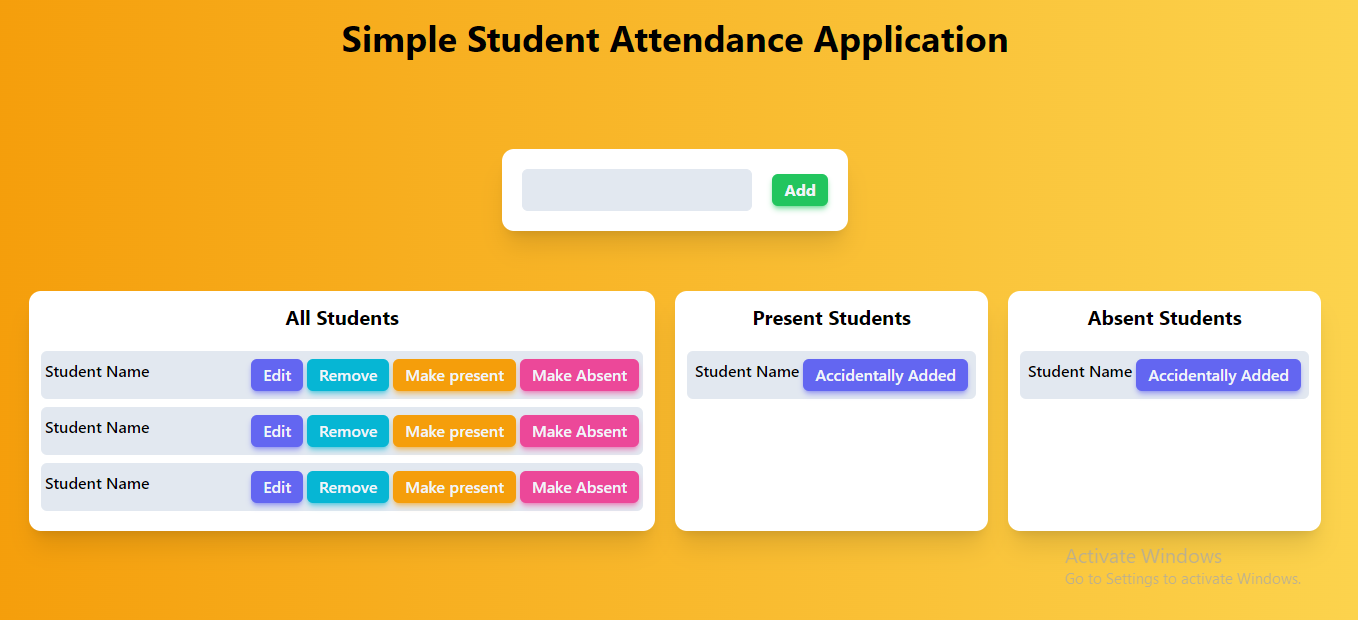 Simple Student Attendance Application
Add
All Students
Student Name Edit Remove Make present Make Absent
Student Name Edit Remove Make present Make Absent
Student Name Edit Remove Make present Make Absent
Present Students
Student Name Accidentally Added
Absent Students
Student Name Accidentally Added
Activate Windows
Go to Settings to activate Windows.